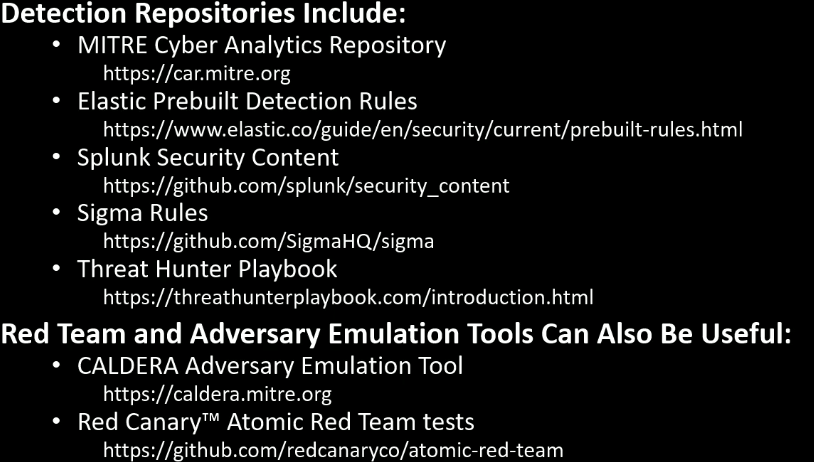 Detection Repositories Include:
• MITRE Cyber Analytics Repository
https://car.mitre.org
• Elastic Prebuilt Detection Rules
https://www.elastic.co/guide/en/security/current/prebuilt-rules.html
• Splunk Security Content
https://github.com/splunk/security_content
• Sigma Rules
https://github.com/SigmaHQ/sigma
• Threat Hunter Playbook
https://threathunterplaybook.com/introduction.html
Red Team and Adversary Emulation Tools Can Also Be Useful:
• CALDERA Adversary Emulation Tool
https://caldera.mitre.org
• Red Canary™ Atomic Red Team tests
https://github.com/redcanaryco/atomic-red-team